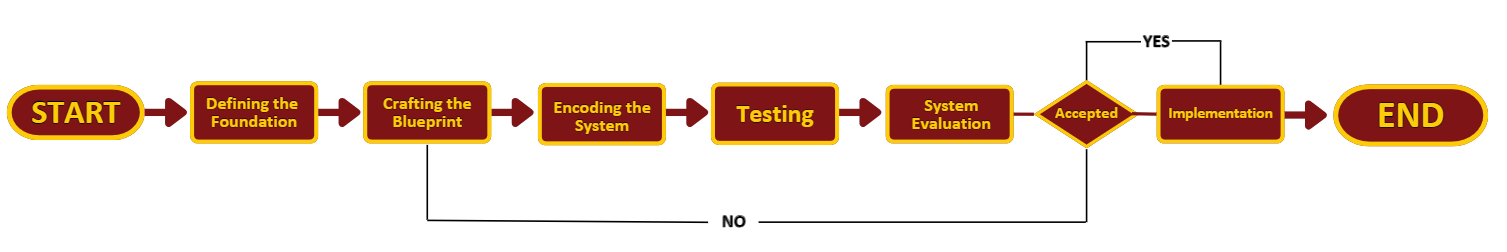 YES
START
Defining the
Foundation
Crafting the
Blueprint
Encoding the
System
Testing
System
Evaluation
Accepted
Implementation
END
NO